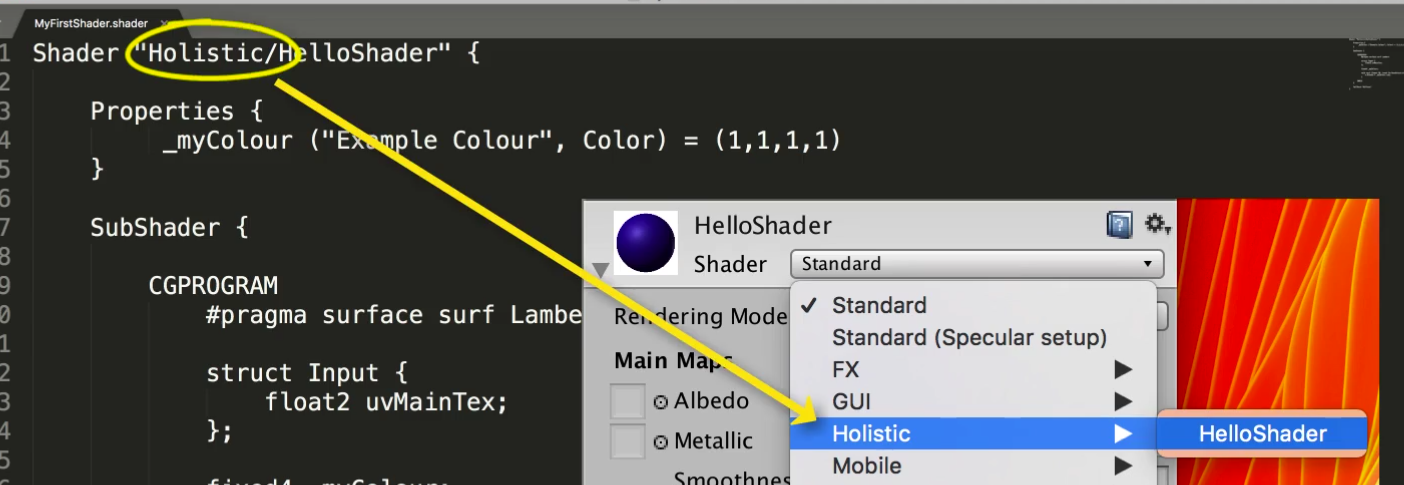 MyFirstShader.shader
1 Shader "Holistic/HelloShader" {
2
3 Properties {
4 _myColour ("Example Colour", Color) = (1,1,1,1)
5 }
6
7 SubShader {
8
9 CGPROGRAM
0 #pragma surface surf Lambe
1
2 struct Input {
3 float2 uvMainTex;
4 };
5
fixed4 _myColour;
HelloShader
Shader Standard
Rendering Mode
Main Maps
Albedo
Metallic
Smoothnes
Standard
Standard (Specular setup)
FX
GUI
Holistic
HelloShader
Mobile